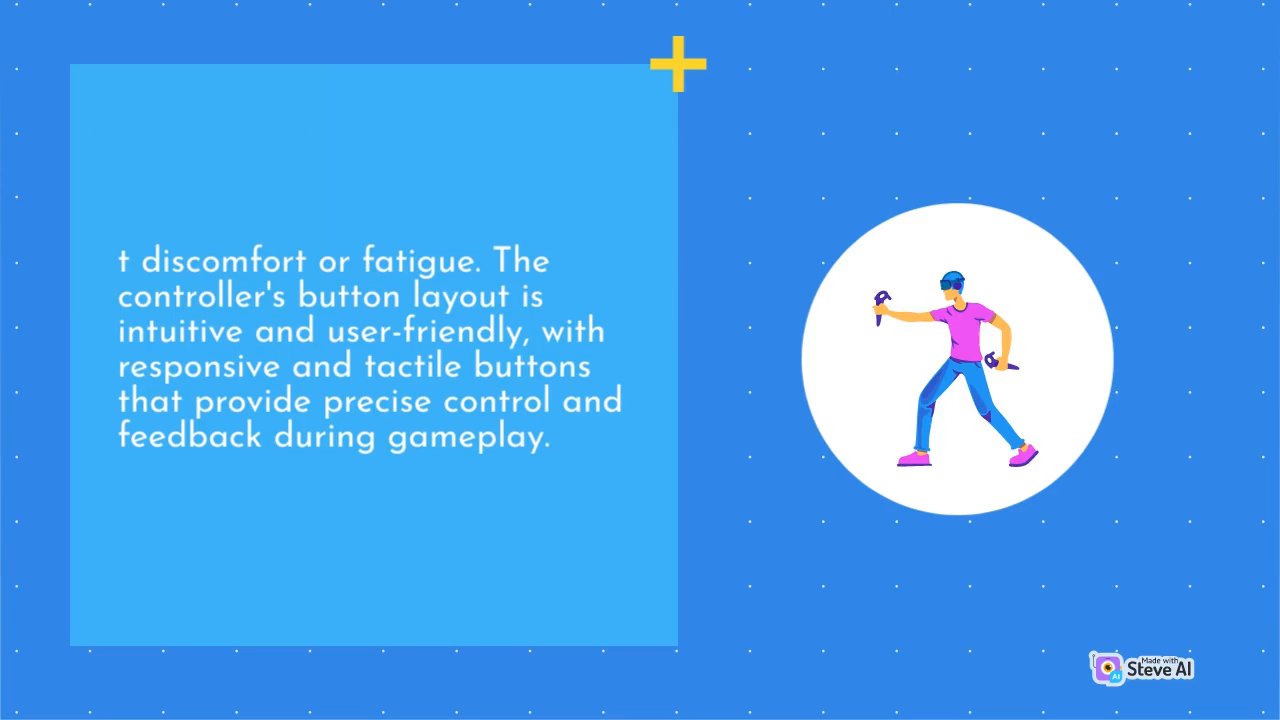 t discomfort or fatigue. The
controller's button layout is
intuitive and user-friendly, with
responsive and tactile buttons
that provide precise control and
feedback during gameplay.
Made with
Steve AI
AI